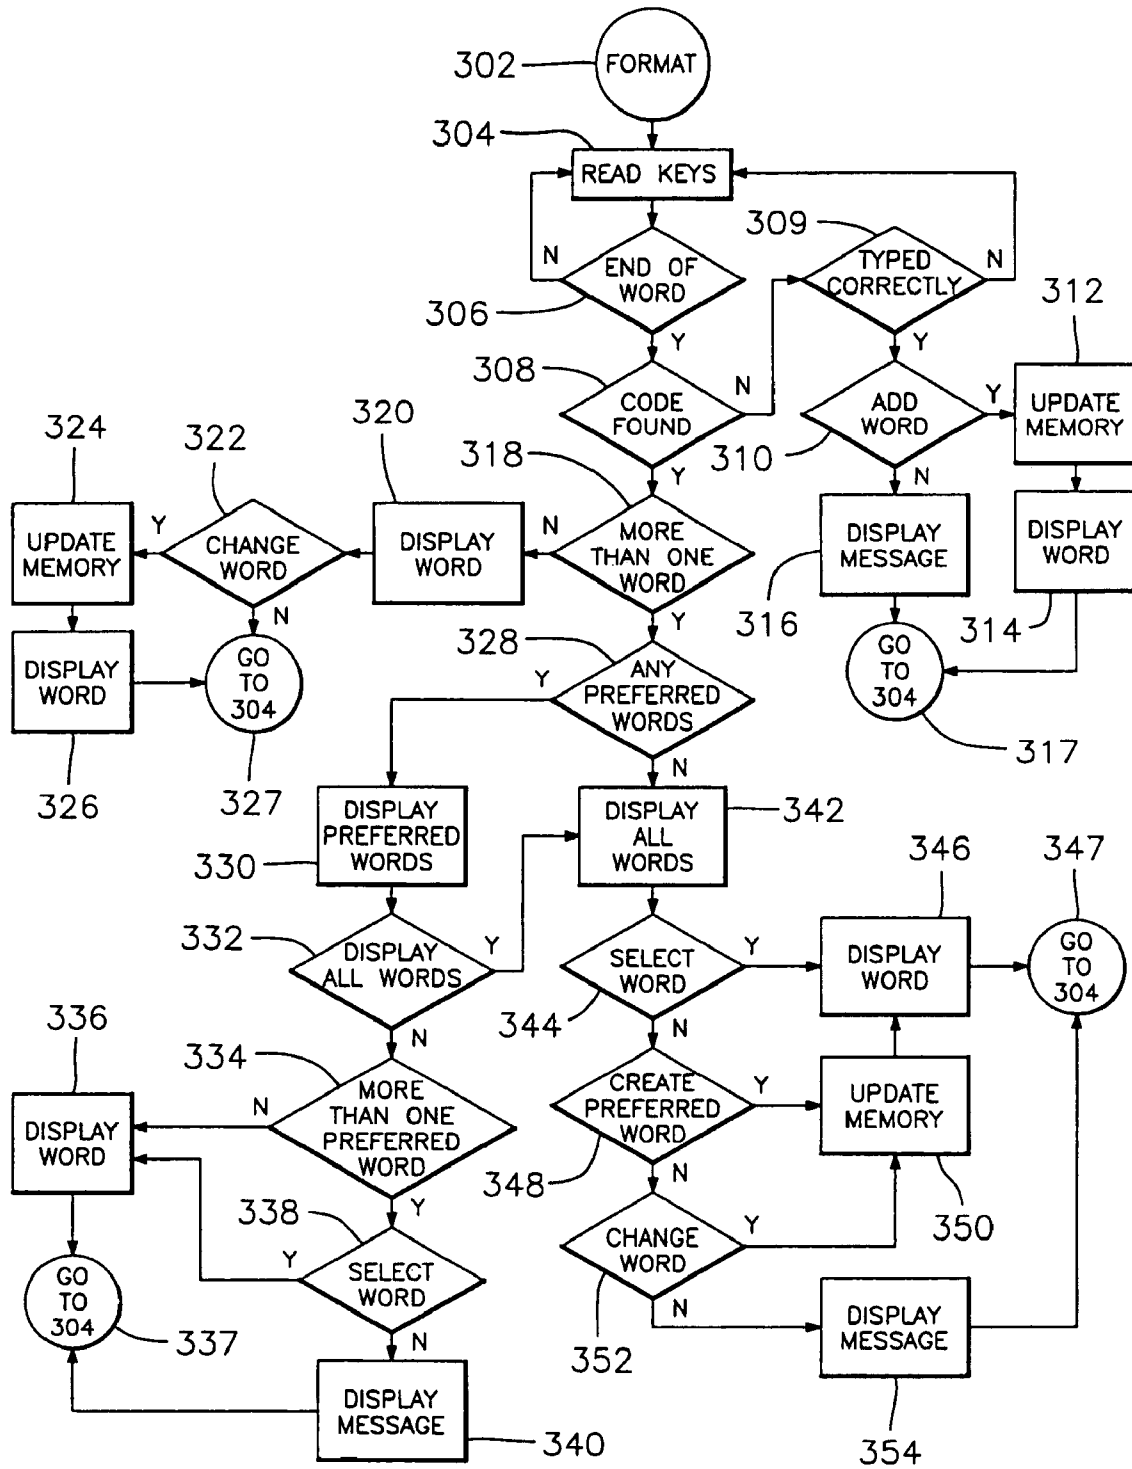 302
FORMAT
304
READ KEYS
309
N
END OF
WORD
TYPED
CORRECTLY
N
306
312
Y
Y
308
N
CODE
FOUND
ADD
WORD
Y
UPDATE
MEMORY
310
324
322
320
318
Y
N
UPDATE
MEMORY
Y
CHANGE
WORD
DISPLAY
WORD
N
MORE
THAN ONE
WORD
DISPLAY
MESSAGE
DISPLAY
WORD
N
Y
316
314
328
DISPLAY
WORD
GO
TO
304
Y
ANY
PREFERRED
WORDS
GO
TO
304
326
327
N
317
DISPLAY
PREFERRED
WORDS
330
DISPLAY
ALL
WORDS
342
346
347
332
DISPLAY
ALL WORDS
Y
SELECT
WORD
Y
DISPLAY
WORD
GO
TO
304
344
N
N
336
334
MORE
THAN ONE
PREFERRED
WORD
N
DISPLAY
WORD
CREATE
PREFERRED
WORD
Y
UPDATE
MEMORY
348
N
350
Y
338
Y
SELECT
WORD
CHANGE
WORD
Y
GO
TO
304
337
N
352
N
DISPLAY
MESSAGE
354
DISPLAY
MESSAGE
340